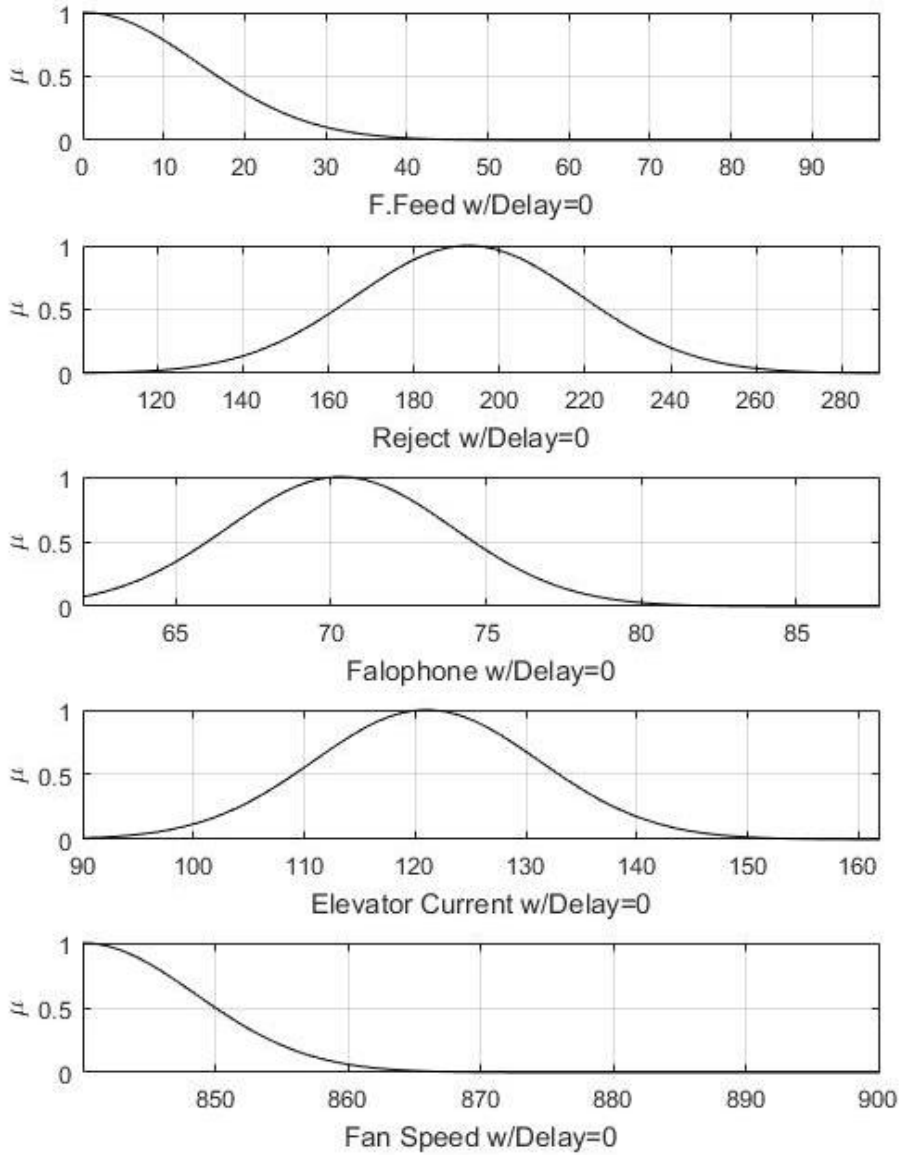 1
0.5
0
μ
0 10 20 30 40 50 60 70 80 90
F.Feed w/Delay=0
1
0.5
0
μ
120 140 160 180 200 220 240 260 280
Reject w/Delay=0
1
0.5
0
μ
65 70 75 80 85
Falophone w/Delay=0
1
0.5
0
μ
90 100 110 120 130 140 150 160
Elevator Current w/Delay=0
1
0.5
0
μ
850 860 870 880 890 900
Fan Speed w/Delay=0